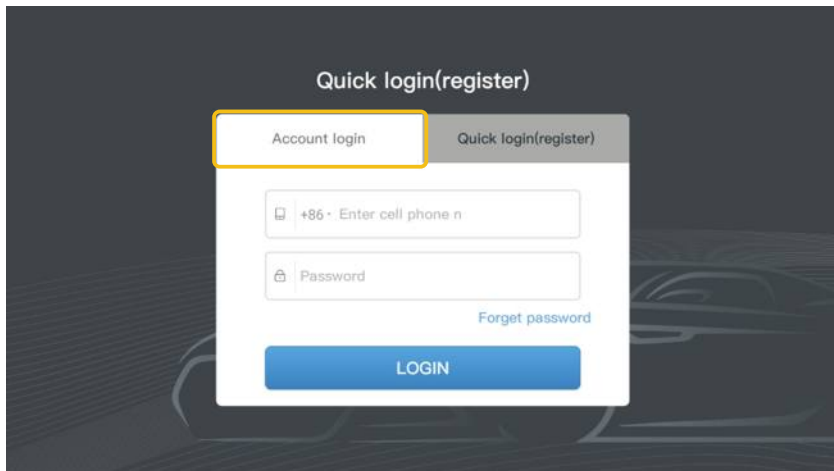 Quick login(register)
Account login
Quick login(register)
+86 · Enter cell phone n
Password
Forget password
LOGIN